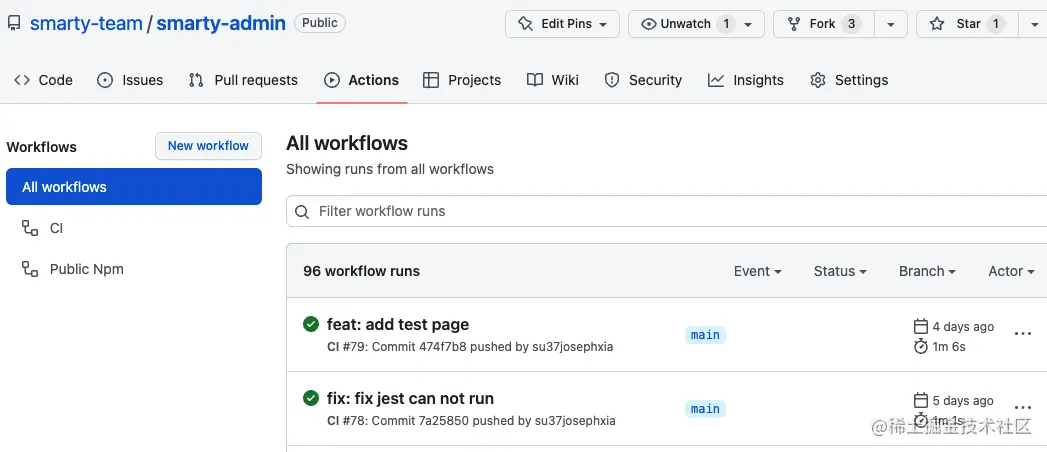 smarty-team / smarty-admin Public Edit Pins Unwatch 1 Fork 3 Star 1
Code Issues Pull requests Actions Projects Wiki Security Insights Settings
Workflows New workflow
All workflows
CI
Public Npm
All workflows
Showing runs from all workflows
Filter workflow runs
96 workflow runs Event Status Branch Actor
feat: add test page
CI #79: Commit 474f7b8 pushed by su37josephxia
main
4 days ago
1m 6s
fix: fix jest can not run
CI #78: Commit 7a25850 pushed by su37josephxia
main
5 days ago
1m 1s
@稀土掘金技术社区